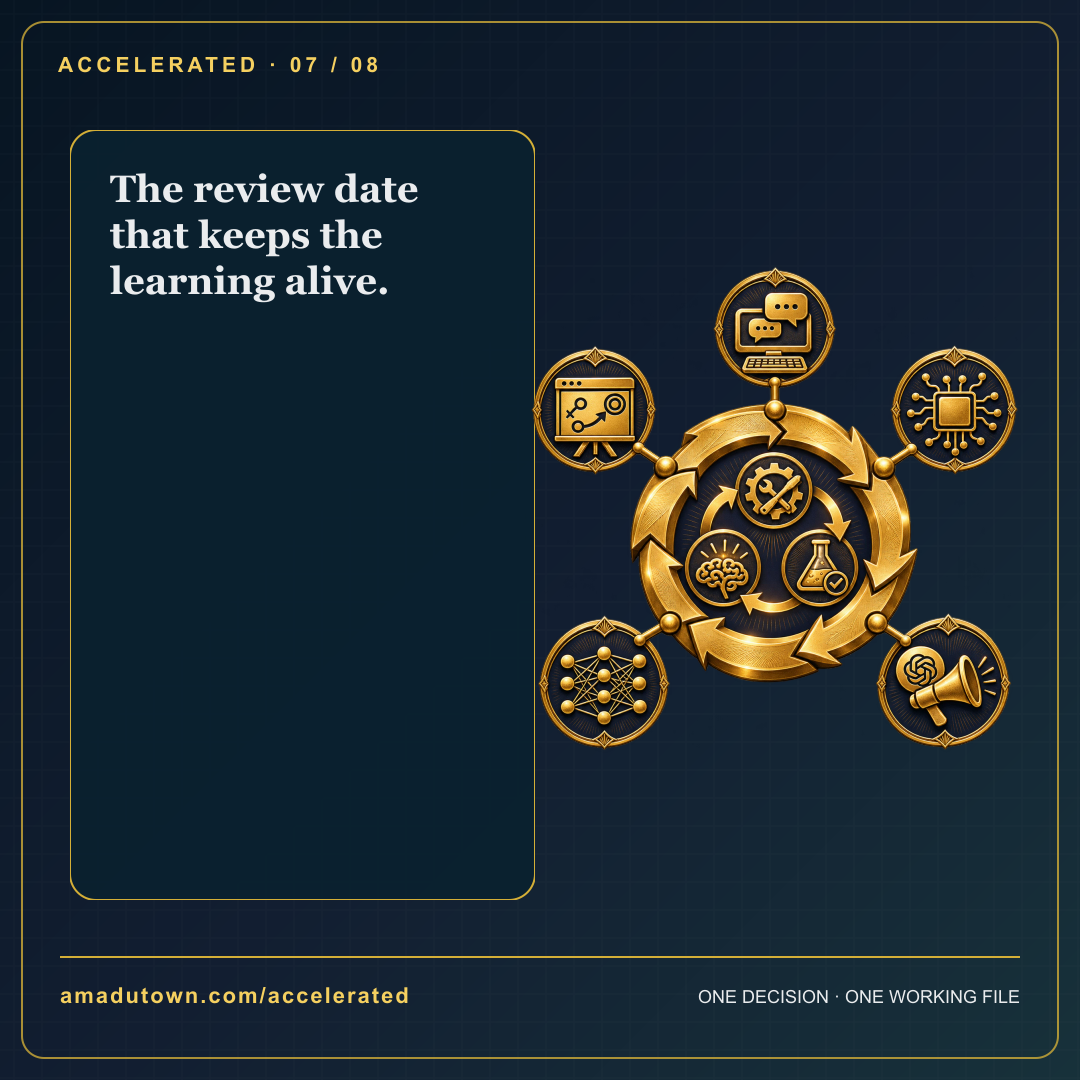 ACCELERATED · 07 / 08
The review date
that keeps the
learning alive.
amadutown.com/accelerated
ONE DECISION · ONE WORKING FILE